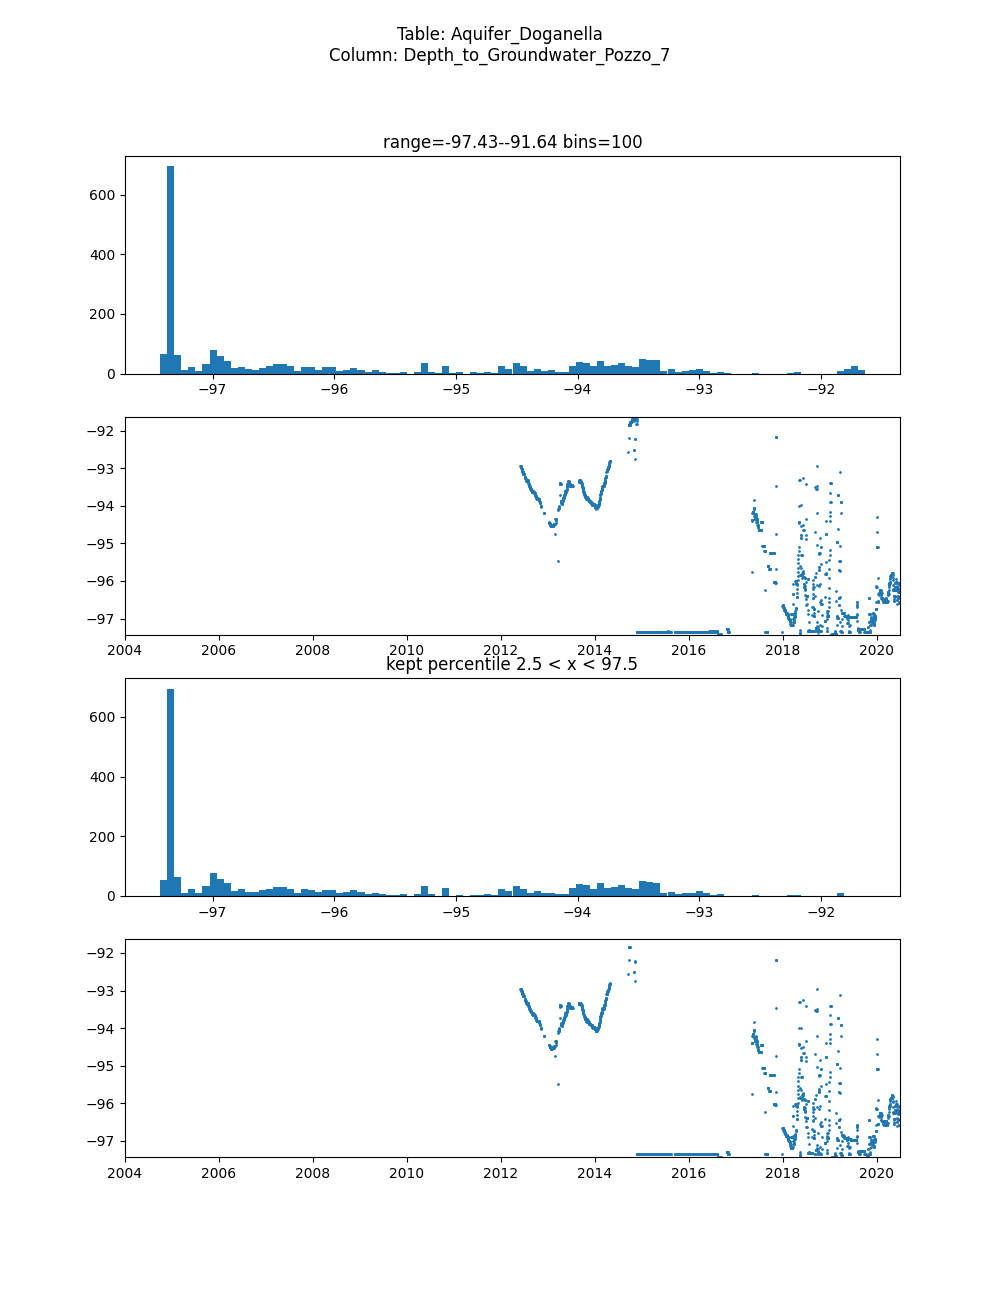 Table: Aquifer_Doganella
Column: Depth_to_Groundwater_Pozzo_7
range=-97.43--91.64 bins=100
600
400
200
0
−97 −96 −95 −94 −93 −92
−92
−93
−94
−95
−96
−97
2004 2006 2008 2010 2012 2014 2016 2018 2020
kept percentile 2.5 < x < 97.5
600
400
200
0
−97 −96 −95 −94 −93 −92
−92
−93
−94
−95
−96
−97
2004 2006 2008 2010 2012 2014 2016 2018 2020